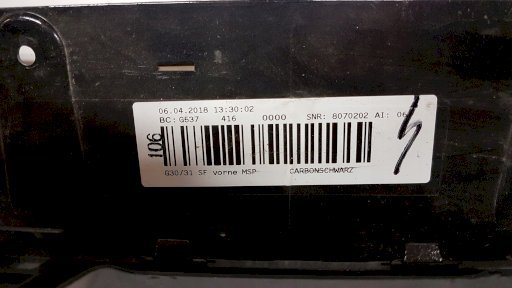 06.04.2018 13:30:02
BC: G537 416 0000 SNR: 8070202 AI: 06
106
G30/31 SF vorne MSP CARBONSCHWARZ